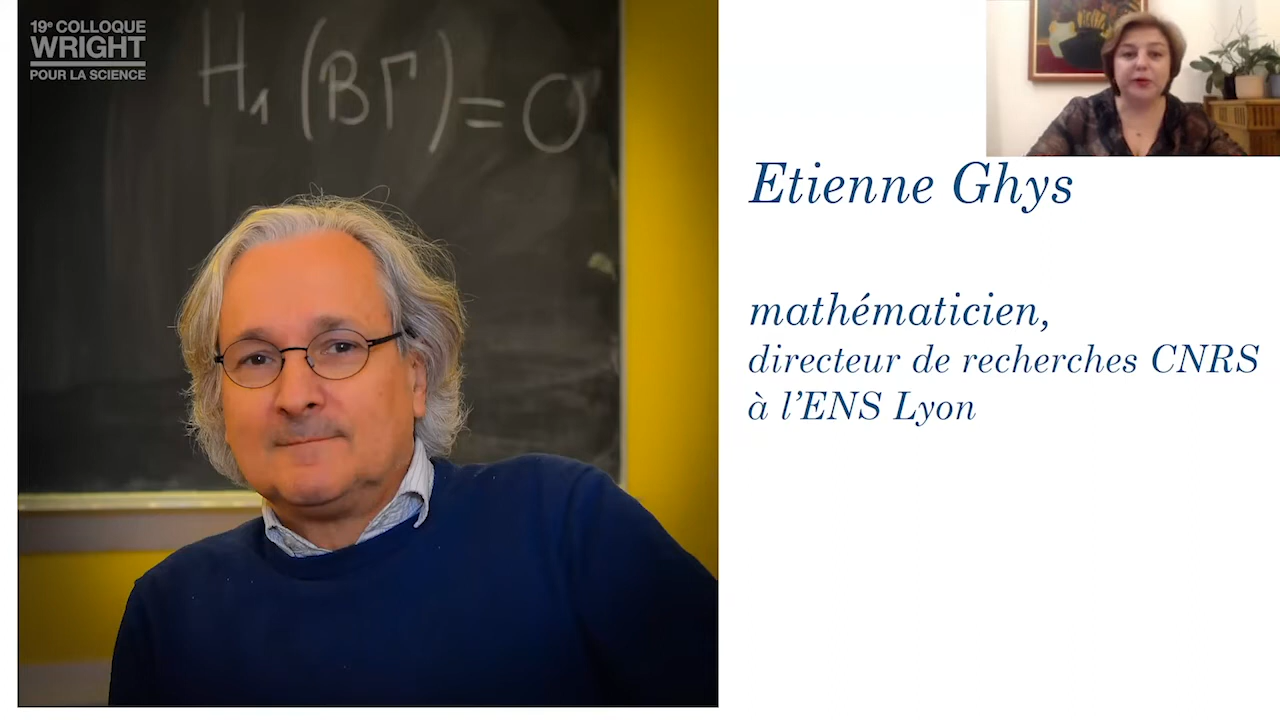 19e COLLOQUE
WRIGHT
POUR LA SCIENCE
H₁(BΓ)=0
Etienne Ghys
mathématicien,
directeur de recherches CNRS
à l'ENS Lyon